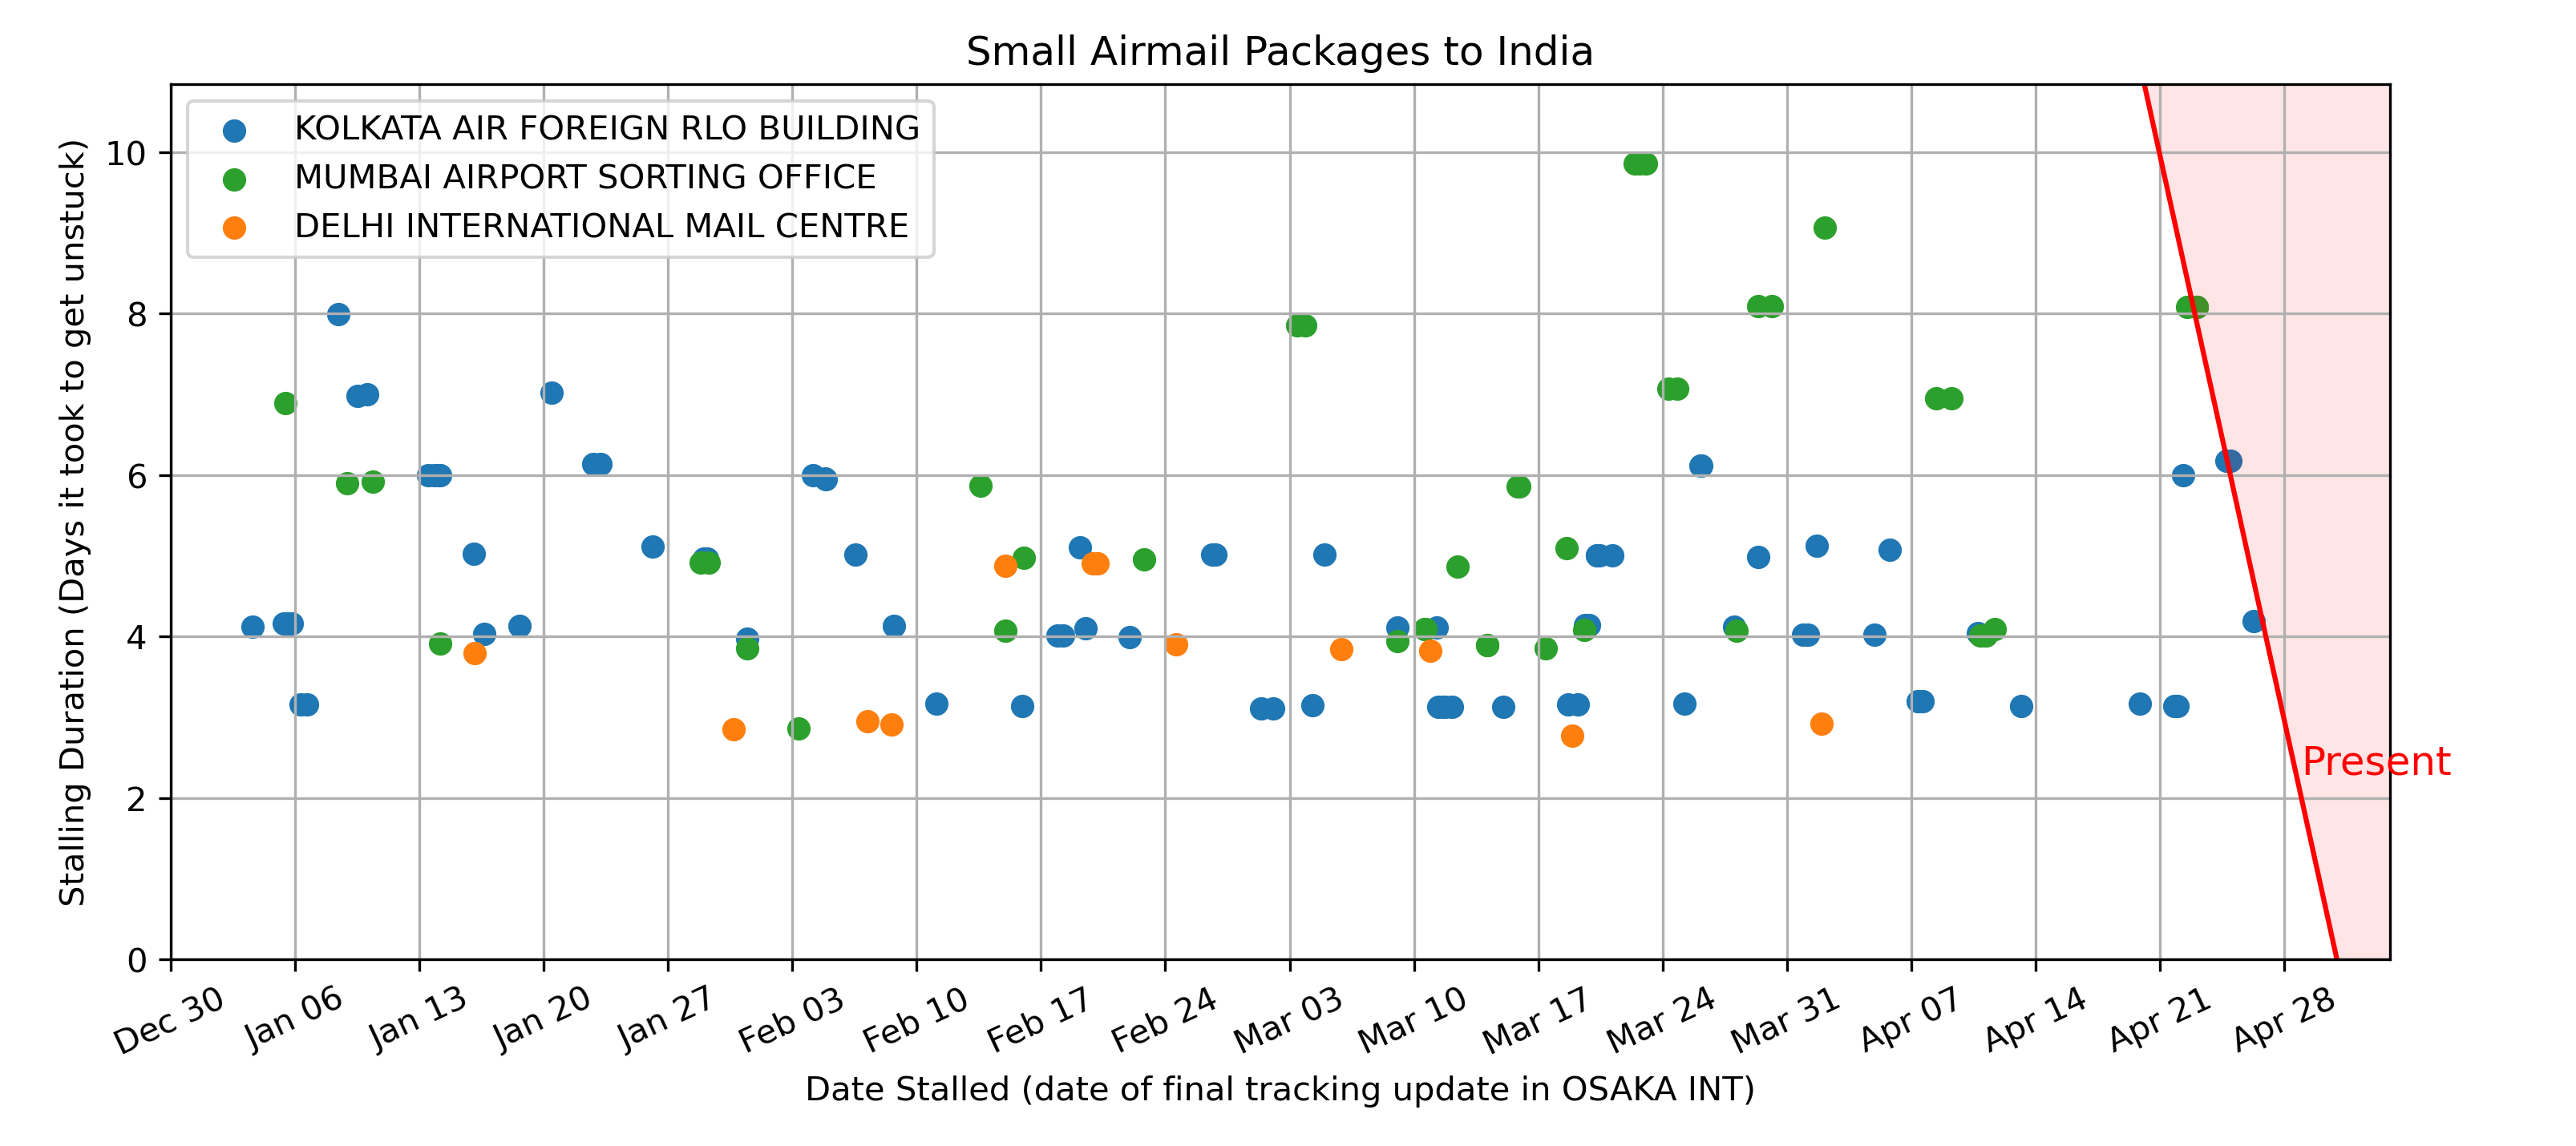 Small Airmail Packages to India
KOLKATA AIR FOREIGN RLO BUILDING
MUMBAI AIRPORT SORTING OFFICE
DELHI INTERNATIONAL MAIL CENTRE
Stalling Duration (Days it took to get unstuck)
10
8
6
4
2
0
Present
Dec 30
Jan 06
Jan 13
Jan 20
Jan 27
Feb 03
Feb 10
Feb 17
Feb 24
Mar 03
Mar 10
Mar 17
Mar 24
Mar 31
Apr 07
Apr 14
Apr 21
Apr 28
Date Stalled (date of final tracking update in OSAKA INT)